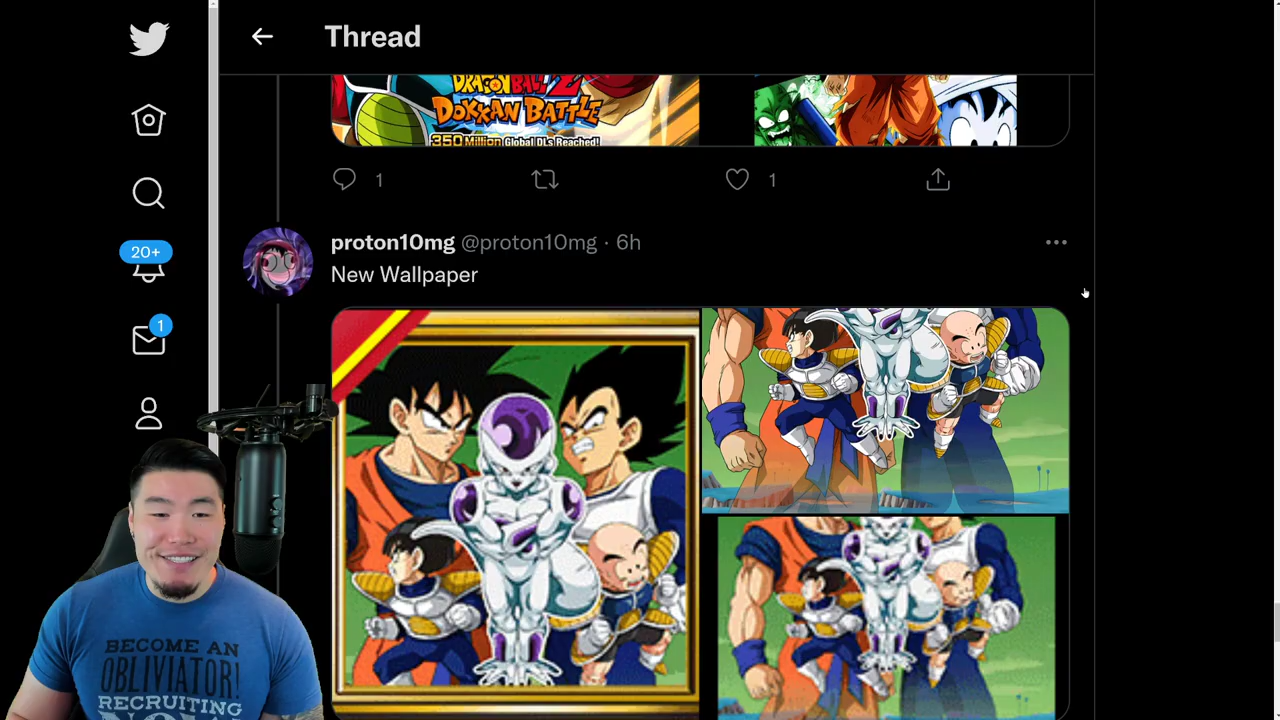 Thread
DRAGON BALL Z
DOKKAN BATTLE
350 Million Global DLs Reached!
1
1
20+
proton10mg @proton10mg · 6h
New Wallpaper
1
BECOME AN
OBLIVIATOR!
RECRUITING
NOW